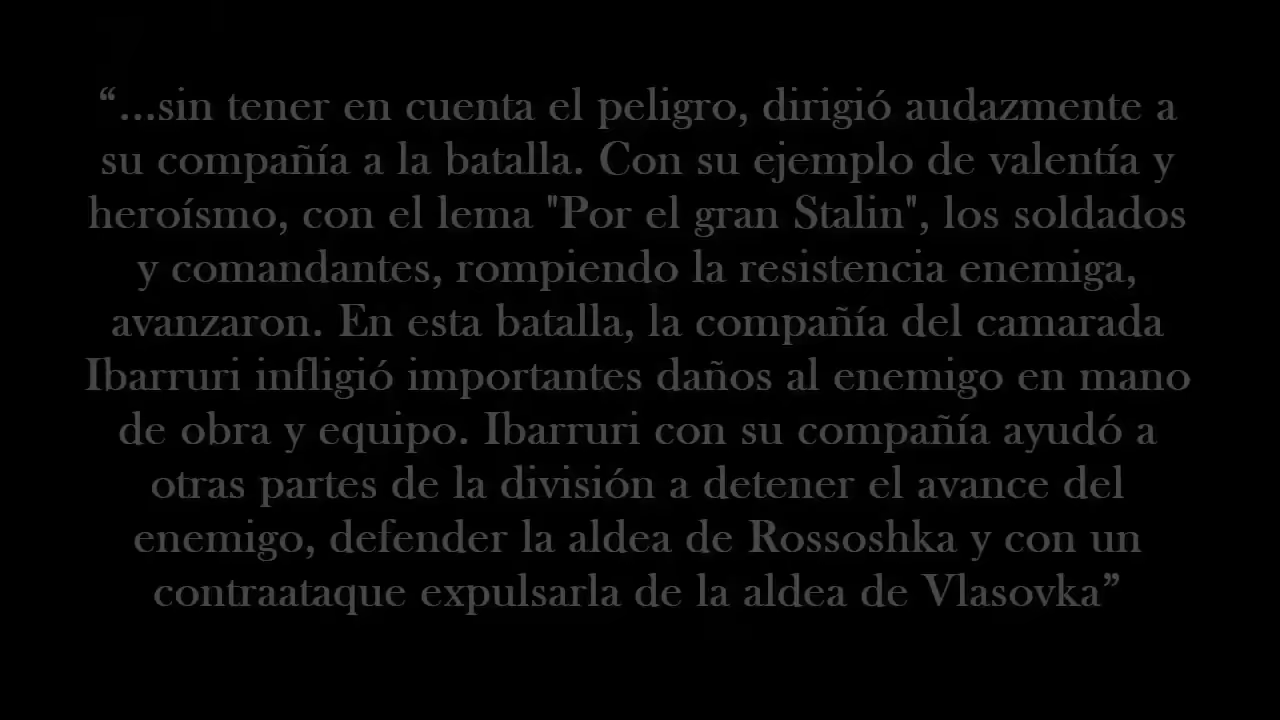 “...sin tener en cuenta el peligro, dirigió audazmente a
su compañía a la batalla. Con su ejemplo de valentía y
heroísmo, con el lema "Por el gran Stalin", los soldados
y comandantes, rompiendo la resistencia enemiga,
avanzaron. En esta batalla, la compañía del camarada
Ibarruri infligió importantes daños al enemigo en mano
de obra y equipo. Ibarruri con su compañía ayudó a
otras partes de la división a detener el avance del
enemigo, defender la aldea de Rossoshka y con un
contraataque expulsarla de la aldea de Vlasovka”